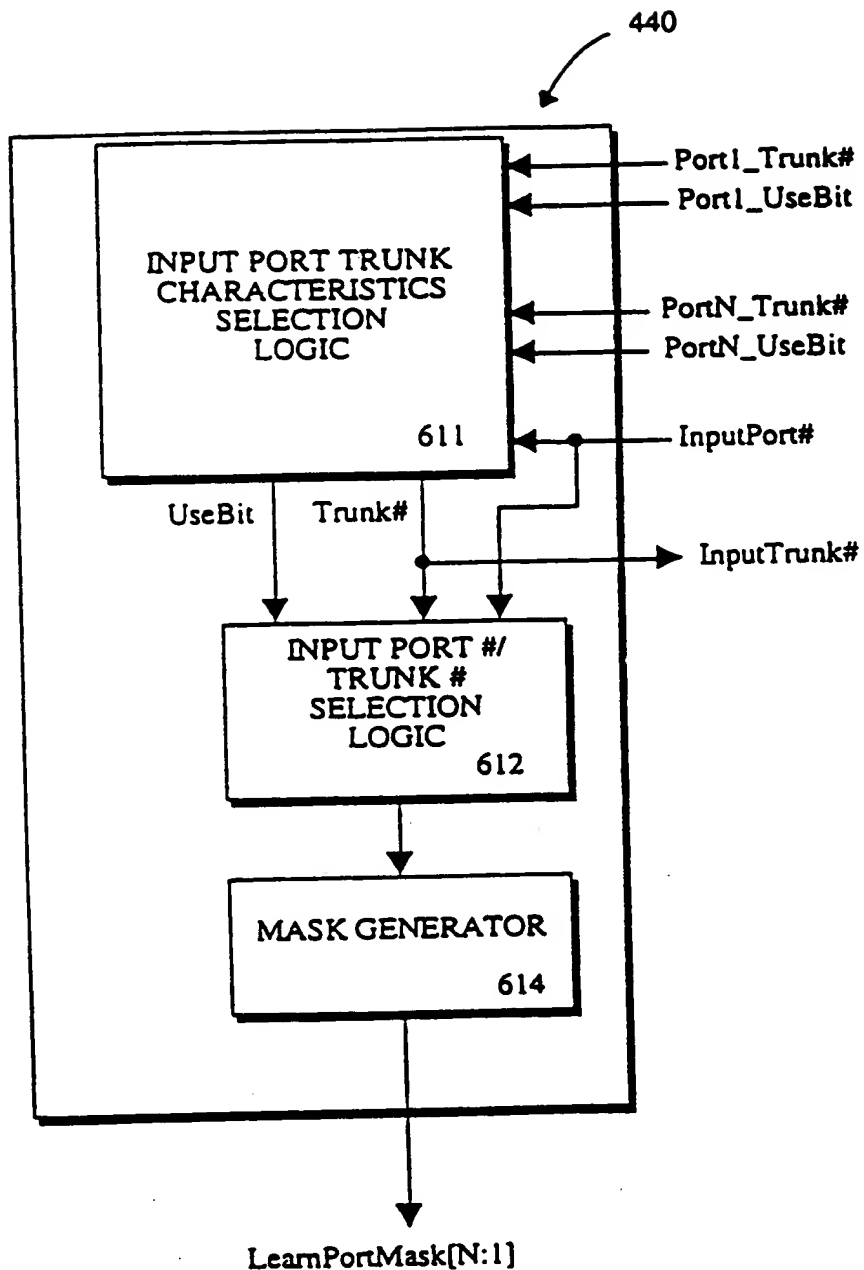 440
Port1_Trunk#
Port1_UseBit
INPUT PORT TRUNK
CHARACTERISTICS
SELECTION
LOGIC
PortN_Trunk#
PortN_UseBit
611
InputPort#
UseBit
Trunk#
InputTrunk#
INPUT PORT #/
TRUNK #
SELECTION
LOGIC
612
MASK GENERATOR
614
LearnPortMask[N:1]